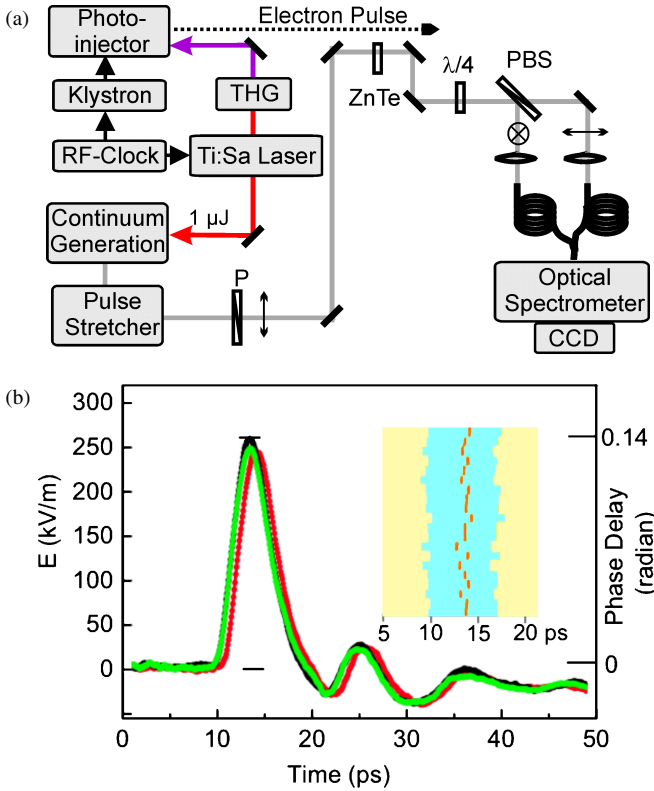 (a)
Photo-
injector
Electron Pulse
Klystron
THG
ZnTe
λ/4
PBS
RF-Clock
Ti:Sa Laser
Continuum
Generation
1 µJ
Pulse
Stretcher
P
Optical
Spectrometer
CCD
(b)
E (kV/m)
300
250
200
150
100
50
0
0.14
0
Phase Delay
(radian)
5 10 15 20 ps
0 10 20 30 40 50
Time (ps)